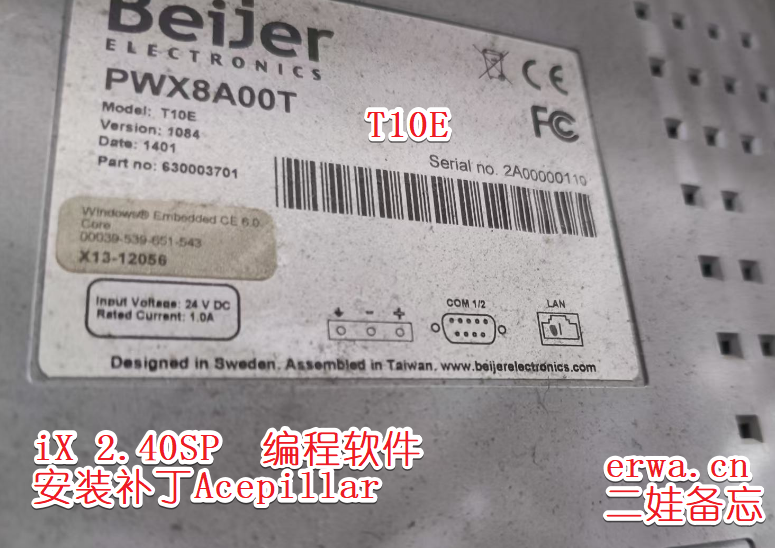 Beijer
ELECTRONICS
PWX8A00T
Model: T10E
Version: 1084
Date: 1401
Part no: 630003701
T10E
FC
Serial no. 2A00000110
Windows® Embedded CE 6.0
Core
00039-539-651-543
X13-12056
Input Voltage: 24 V DC
Rated Current: 1.0A
COM 1/2
LAN
Designed in Sweden. Assembled in Taiwan. www.beijerelectronics.com
iX 2.40SP 编程软件
安装补丁Acepillar
erwa.cn
二娃备忘